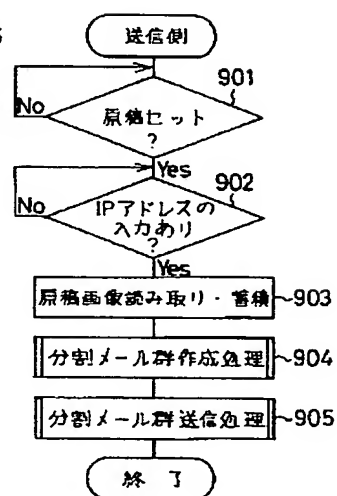 送信側
901
原稿セット
?
No
Yes
902
IPアドレスの
入力あり
?
No
Yes
原稿画像読み取り・蓄積
903
分割メール群作成処理
904
分割メール群送信処理
905
終了